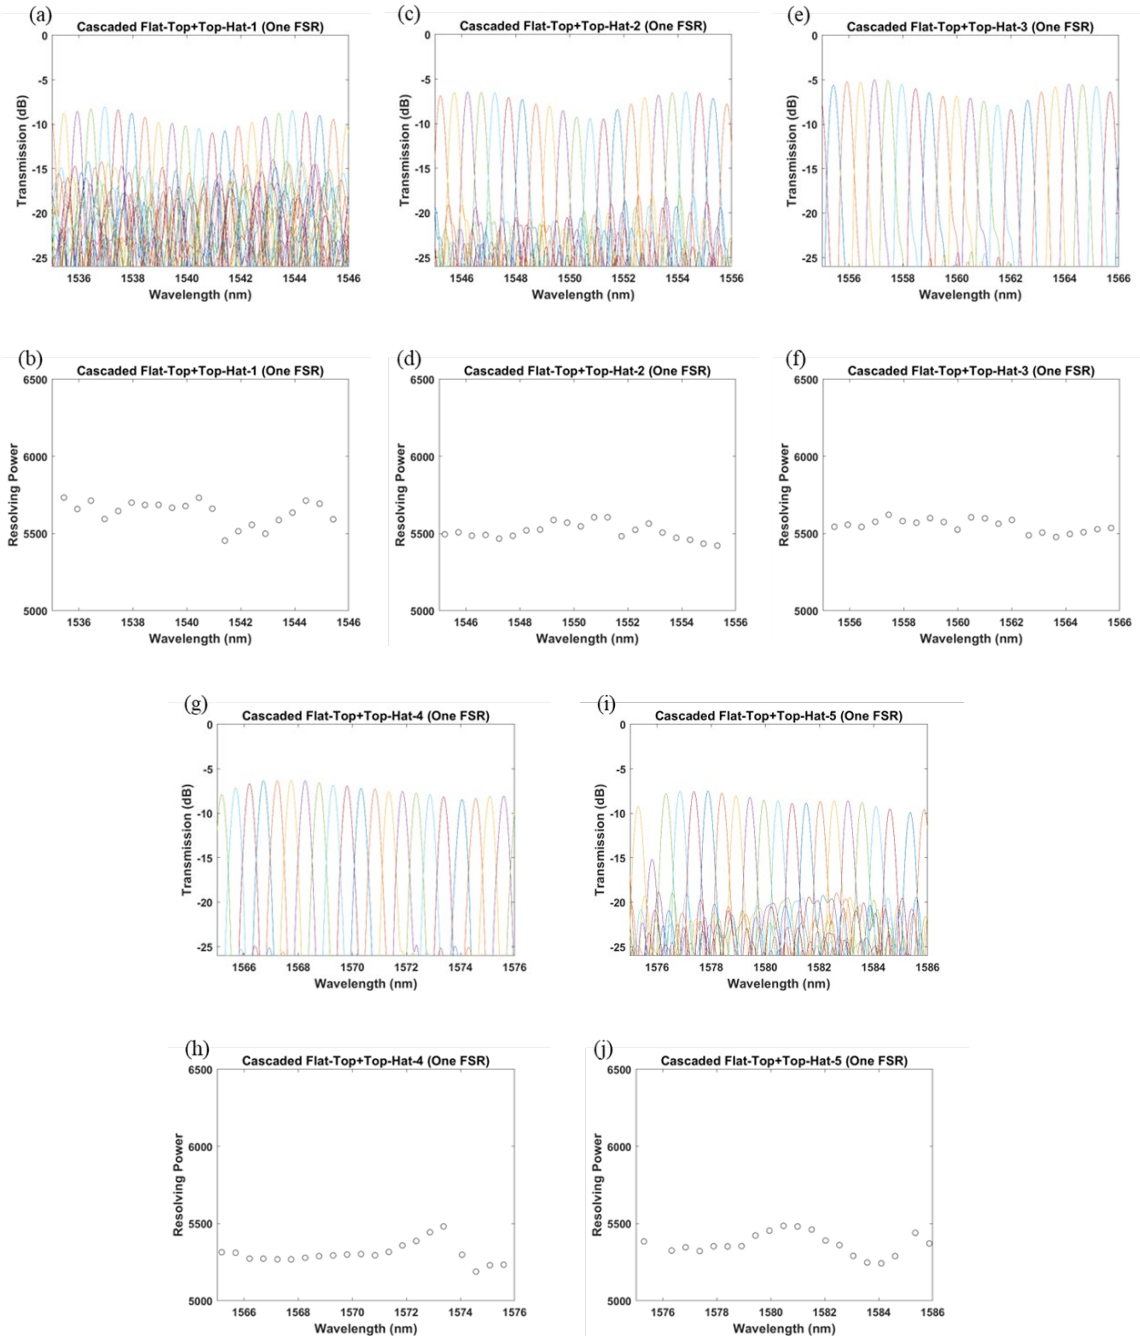 (a)
Cascaded Flat-Top+Top-Hat-1 (One FSR)
Transmission (dB)
0
-5
-10
-15
-20
-25
1536 1538 1540 1542 1544 1546
Wavelength (nm)
(c)
Cascaded Flat-Top+Top-Hat-2 (One FSR)
Transmission (dB)
0
-5
-10
-15
-20
-25
1546 1548 1550 1552 1554 1556
Wavelength (nm)
(e)
Cascaded Flat-Top+Top-Hat-3 (One FSR)
Transmission (dB)
0
-5
-10
-15
-20
-25
1556 1558 1560 1562 1564 1566
Wavelength (nm)
(b)
Cascaded Flat-Top+Top-Hat-1 (One FSR)
Resolving Power
6500
6000
5500
5000
1536 1538 1540 1542 1544 1546
Wavelength (nm)
(d)
Cascaded Flat-Top+Top-Hat-2 (One FSR)
Resolving Power
6500
6000
5500
5000
1546 1548 1550 1552 1554 1556
Wavelength (nm)
(f)
Cascaded Flat-Top+Top-Hat-3 (One FSR)
Resolving Power
6500
6000
5500
5000
1556 1558 1560 1562 1564 1566
Wavelength (nm)
(g)
Cascaded Flat-Top+Top-Hat-4 (One FSR)
Transmission (dB)
0
-5
-10
-15
-20
-25
1566 1568 1570 1572 1574 1576
Wavelength (nm)
(i)
Cascaded Flat-Top+Top-Hat-5 (One FSR)
Transmission (dB)
0
-5
-10
-15
-20
-25
1576 1578 1580 1582 1584 1586
Wavelength (nm)
(h)
Cascaded Flat-Top+Top-Hat-4 (One FSR)
Resolving Power
6500
6000
5500
5000
1566 1568 1570 1572 1574 1576
Wavelength (nm)
(j)
Cascaded Flat-Top+Top-Hat-5 (One FSR)
Resolving Power
6500
6000
5500
5000
1576 1578 1580 1582 1584 1586
Wavelength (nm)